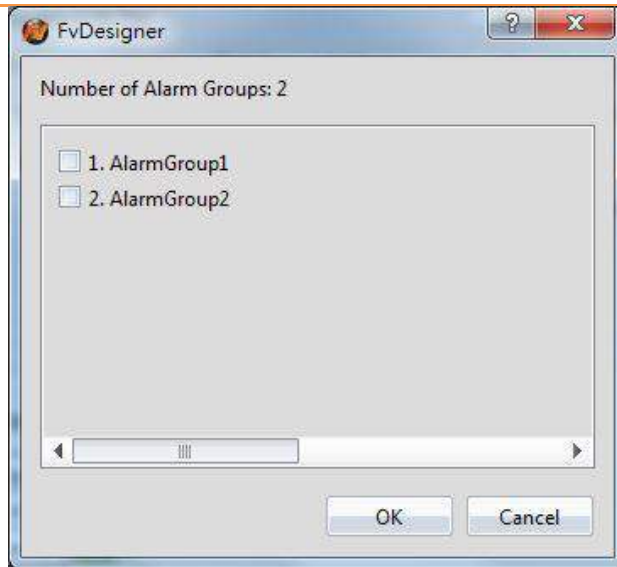 FvDesigner
Number of Alarm Groups: 2
1. AlarmGroup1
2. AlarmGroup2
OK
Cancel